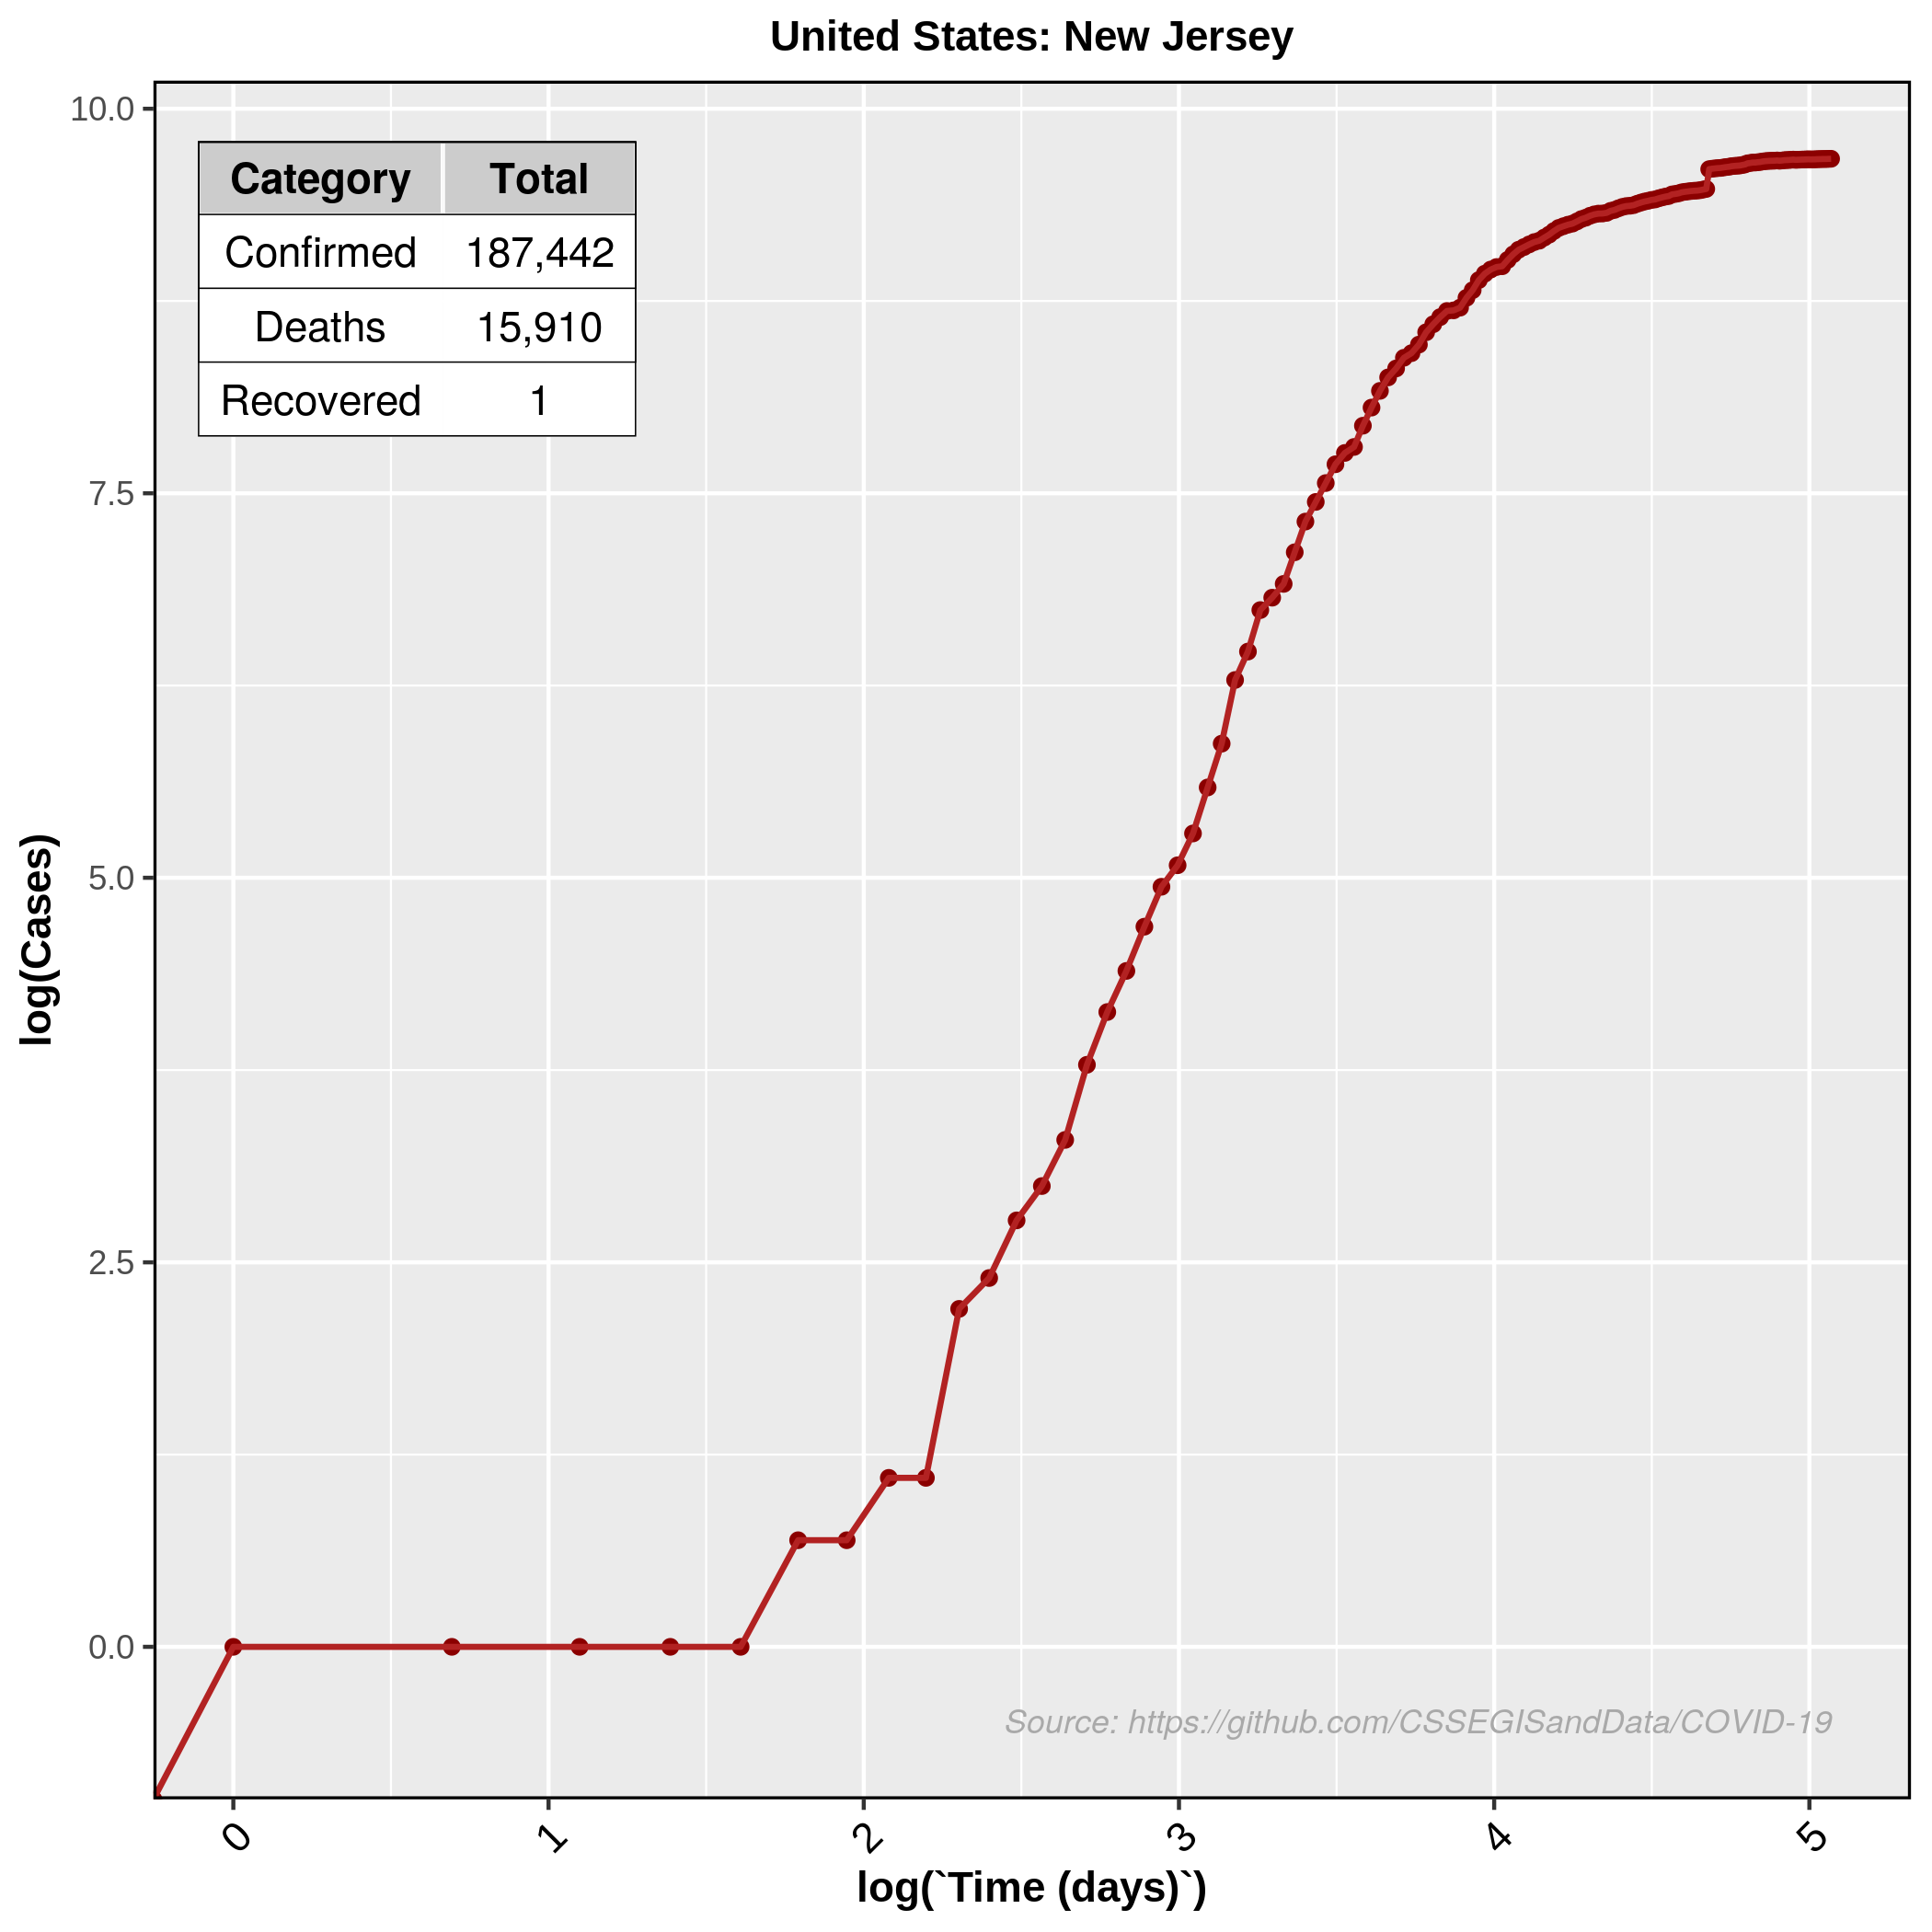 United States: New Jersey
10.0
7.5
5.0
2.5
0.0
log(Cases)
Category Total
Confirmed 187,442
Deaths 15,910
Recovered 1
Source: https://github.com/CSSEGISandData/COVID-19
0 1 2 3 4 5
log(`Time (days)`)